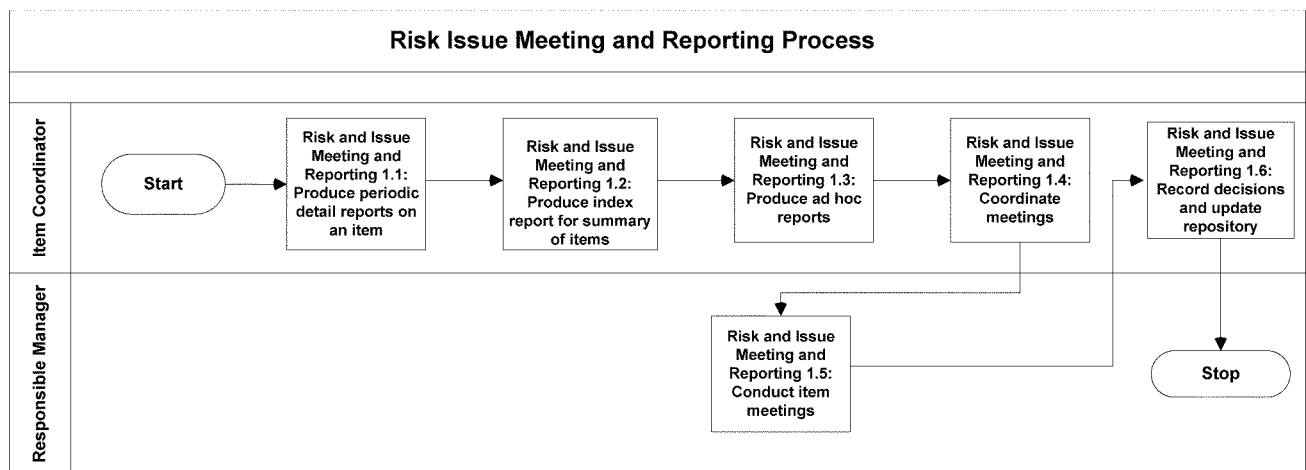 Risk Issue Meeting and Reporting Process
Item Coordinator
Start
Risk and Issue
Meeting and
Reporting 1.1:
Produce periodic
detail reports on
an item
Risk and Issue
Meeting and
Reporting 1.2:
Produce index
report for summary
of items
Risk and Issue
Meeting and
Reporting 1.3:
Produce ad hoc
reports
Risk and Issue
Meeting and
Reporting 1.4:
Coordinate
meetings
Risk and Issue
Meeting and
Reporting 1.6:
Record decisions
and update
repository
Responsible Manager
Risk and Issue
Meeting and
Reporting 1.5:
Conduct item
meetings
Stop